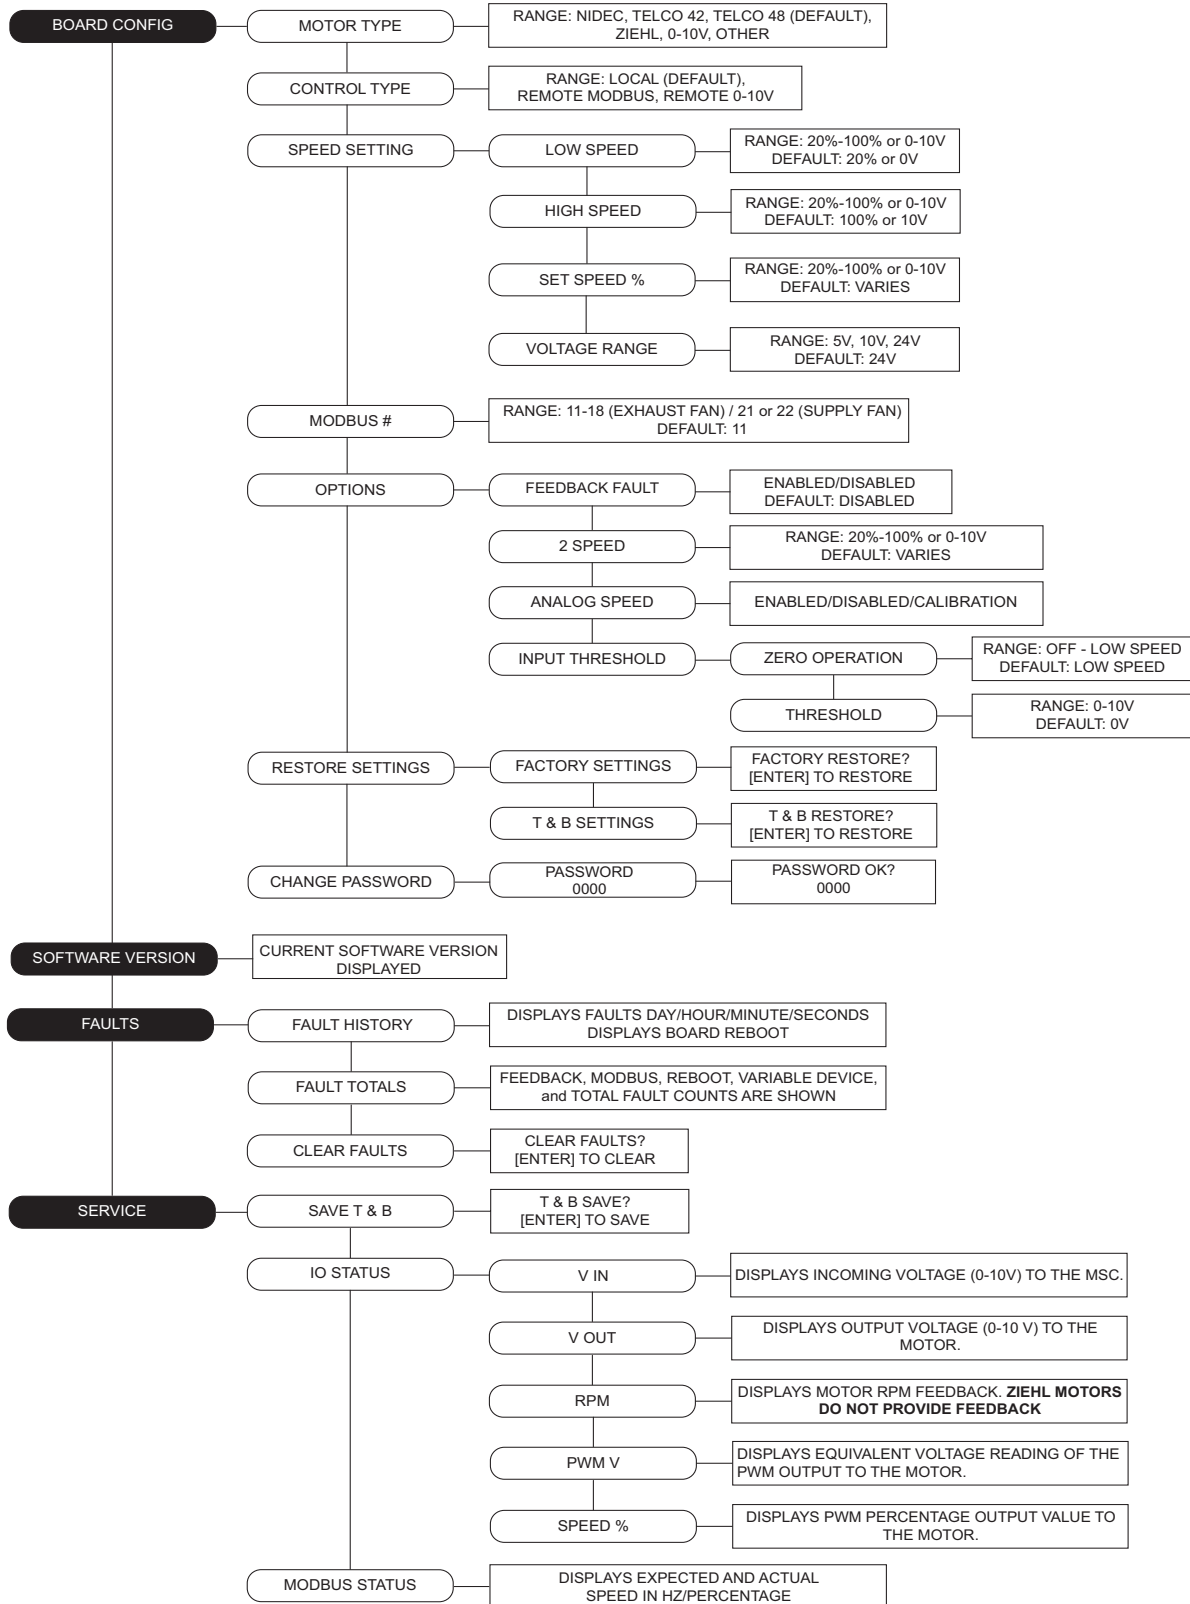 BOARD CONFIG
MOTOR TYPE
RANGE: NIDEC, TELCO 42, TELCO 48 (DEFAULT),
ZIEHL, 0-10V, OTHER
CONTROL TYPE
RANGE: LOCAL (DEFAULT),
REMOTE MODBUS, REMOTE 0-10V
SPEED SETTING
LOW SPEED
RANGE: 20%-100% or 0-10V
DEFAULT: 20% or 0V
HIGH SPEED
RANGE: 20%-100% or 0-10V
DEFAULT: 100% or 10V
SET SPEED %
RANGE: 20%-100% or 0-10V
DEFAULT: VARIES
VOLTAGE RANGE
RANGE: 5V, 10V, 24V
DEFAULT: 24V
MODBUS #
RANGE: 11-18 (EXHAUST FAN) / 21 or 22 (SUPPLY FAN)
DEFAULT: 11
OPTIONS
FEEDBACK FAULT
ENABLED/DISABLED
DEFAULT: DISABLED
2 SPEED
RANGE: 20%-100% or 0-10V
DEFAULT: VARIES
ANALOG SPEED
ENABLED/DISABLED/CALIBRATION
INPUT THRESHOLD
ZERO OPERATION
RANGE: OFF - LOW SPEED
DEFAULT: LOW SPEED
THRESHOLD
RANGE: 0-10V
DEFAULT: 0V
RESTORE SETTINGS
FACTORY SETTINGS
FACTORY RESTORE?
[ENTER] TO RESTORE
T & B SETTINGS
T & B RESTORE?
[ENTER] TO RESTORE
CHANGE PASSWORD
PASSWORD
0000
PASSWORD OK?
0000
SOFTWARE VERSION
CURRENT SOFTWARE VERSION
DISPLAYED
FAULTS
FAULT HISTORY
DISPLAYS FAULTS DAY/HOUR/MINUTE/SECONDS
DISPLAYS BOARD REBOOT
FAULT TOTALS
FEEDBACK, MODBUS, REBOOT, VARIABLE DEVICE,
and TOTAL FAULT COUNTS ARE SHOWN
CLEAR FAULTS
CLEAR FAULTS?
[ENTER] TO CLEAR
SERVICE
SAVE T & B
T & B SAVE?
[ENTER] TO SAVE
IO STATUS
V IN
DISPLAYS INCOMING VOLTAGE (0-10V) TO THE MSC.
V OUT
DISPLAYS OUTPUT VOLTAGE (0-10 V) TO THE
MOTOR.
RPM
DISPLAYS MOTOR RPM FEEDBACK. ZIEHL MOTORS
DO NOT PROVIDE FEEDBACK
PWM V
DISPLAYS EQUIVALENT VOLTAGE READING OF THE
PWM OUTPUT TO THE MOTOR.
SPEED %
DISPLAYS PWM PERCENTAGE OUTPUT VALUE TO
THE MOTOR.
MODBUS STATUS
DISPLAYS EXPECTED AND ACTUAL
SPEED IN HZ/PERCENTAGE